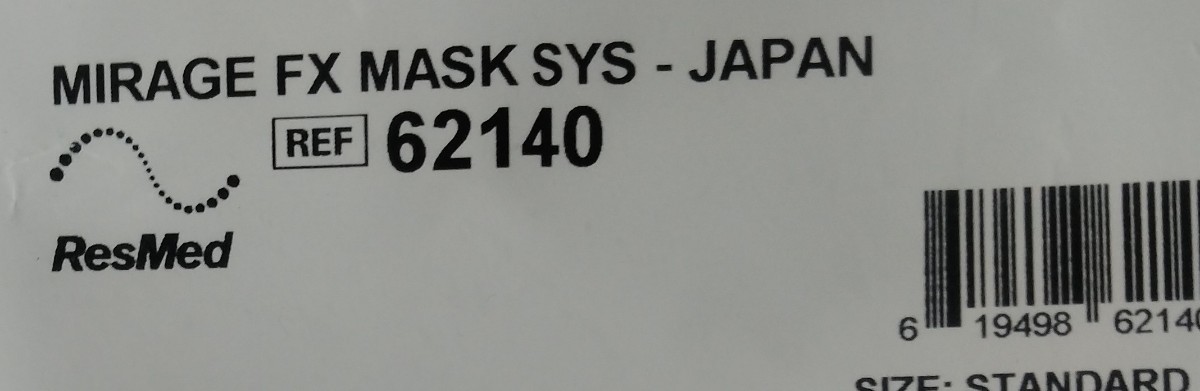 MIRAGE FX MASK SYS - JAPAN
REF 62140
ResMed
6 19498 62140
SIZE: STANDARD